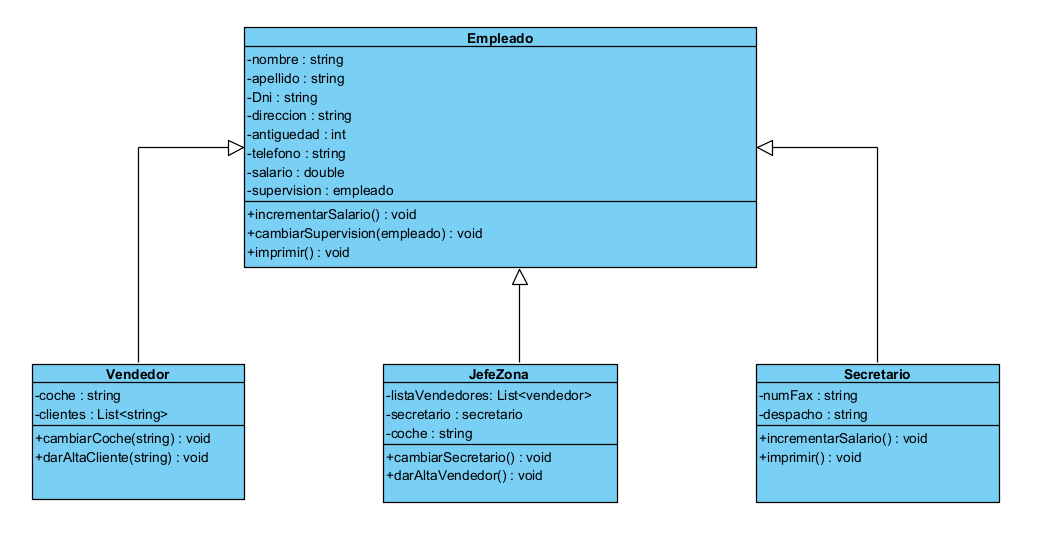 Empleado
-nombre : string
-apellido : string
-Dni : string
-direccion : string
-antiguedad : int
-telefono : string
-salario : double
-supervision : empleado
+incrementarSalario() : void
+cambiarSupervision(empleado) : void
+imprimir() : void
Vendedor
-coche : string
-clientes : List<string>
+cambiarCoche(string) : void
+darAltaCliente(string) : void
JefeZona
-listaVendedores: List<vendedor>
-secretario : secretario
-coche : string
+cambiarSecretario() : void
+darAltaVendedor() : void
Secretario
-numFax : string
-despacho : string
+incrementarSalario() : void
+imprimir() : void